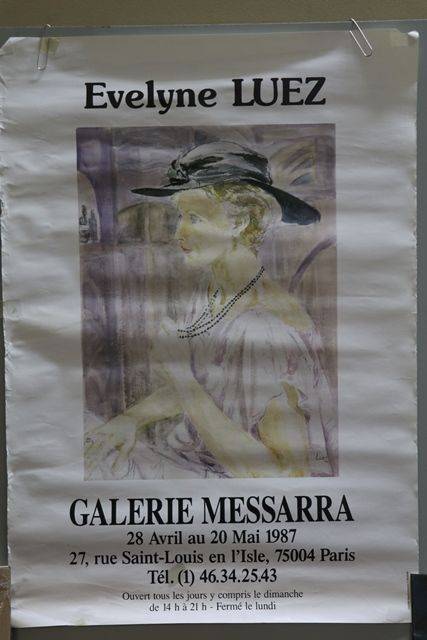 Evelyne LUEZ
Luez
GALERIE MESSARRA
28 Avril au 20 Mai 1987
27, rue Saint-Louis en l'Isle, 75004 Paris
Tél. (1) 46.34.25.43
Ouvert tous les jours y compris le dimanche
de 14 h à 21 h - Fermé le lundi